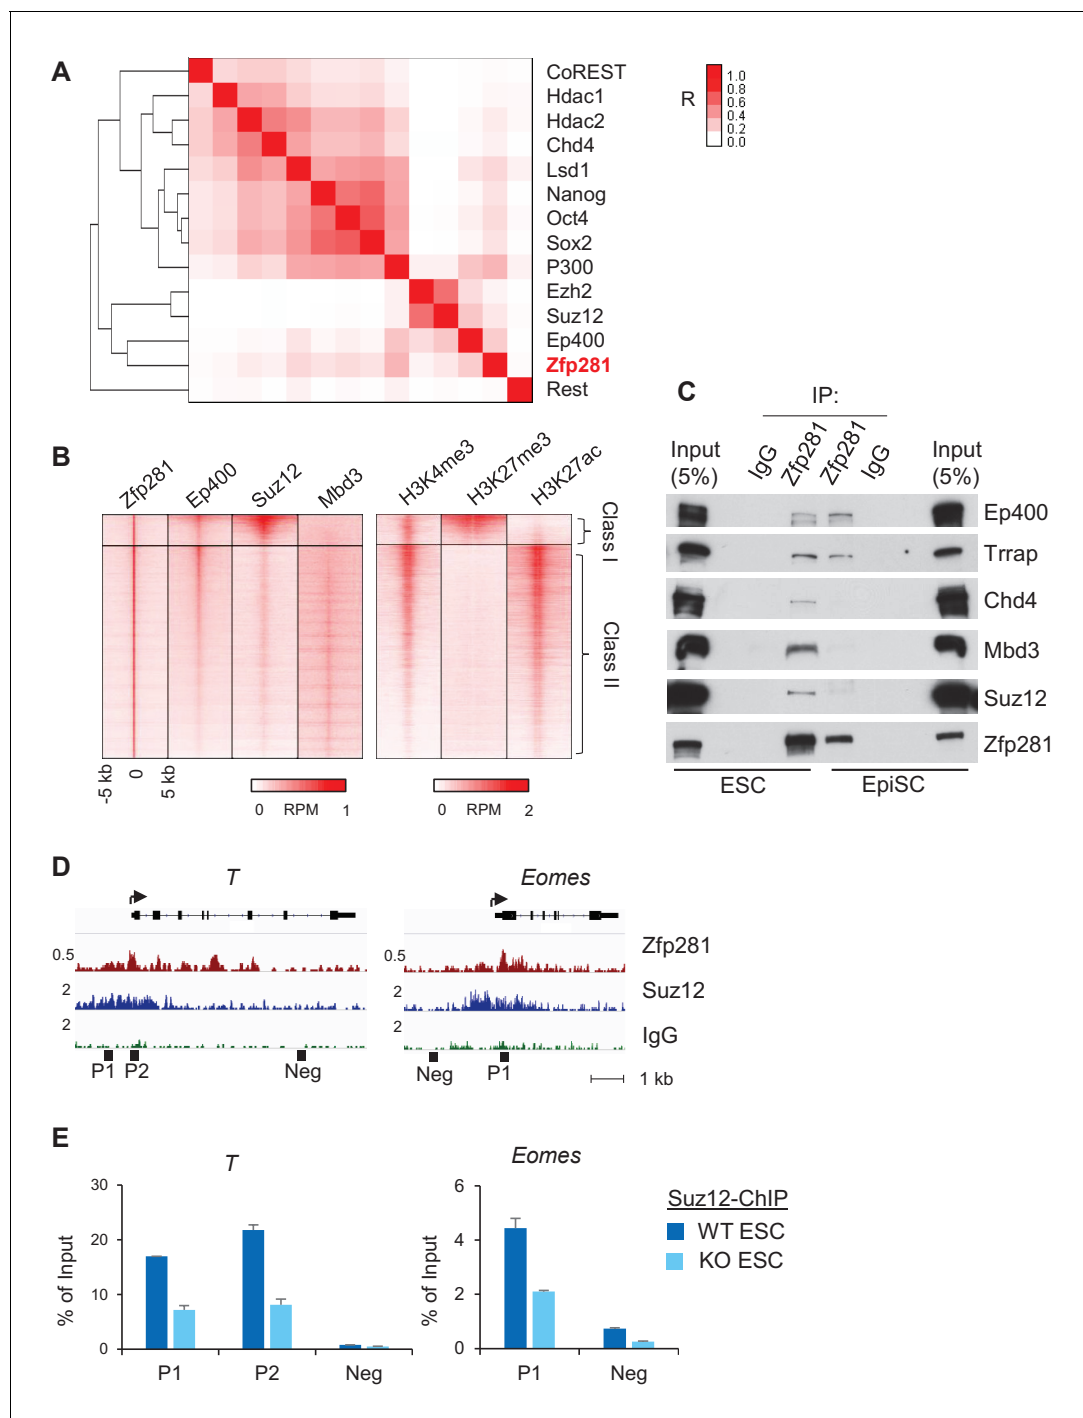 A
CoREST
Hdac1
Hdac2
Chd4
Lsd1
Nanog
Oct4
Sox2
P300
Ezh2
Suz12
Ep400
Zfp281
Rest
R
1.0
0.8
0.6
0.4
0.2
0.0
B
Zfp281 Ep400 Suz12 Mbd3 H3K4me3 H3K27me3 H3K27ac
Class I
Class II
-5 kb 0 5 kb
0 RPM 1
0 RPM 2
C
IP:
Input (5%) IgG Zfp281 Zfp281 IgG Input (5%)
Ep400
Trrap
Chd4
Mbd3
Suz12
Zfp281
ESC EpiSC
D
T Eomes
0.5 0.5 Zfp281
2 2 Suz12
2 2 IgG
P1 P2 Neg Neg P1 1 kb
E
T
% of Input
30
20
10
0
P1 P2 Neg
Eomes
% of Input
6
4
2
0
P1 Neg
Suz12-ChIP
WT ESC
KO ESC